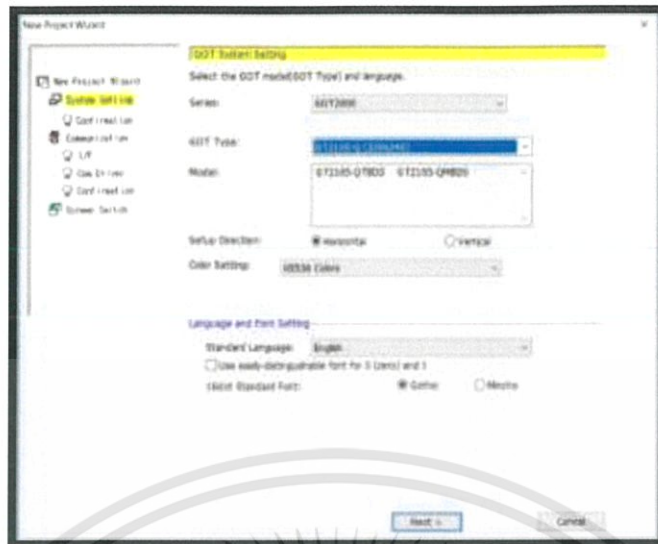 New Project Wizard
GOT System Setting
Select the GOT model(GOT Type) and language.
New Project Wizard
System Setting
Confirmation
Communication
I/F
Com.Driver
Confirmation
Screen Switch
Series:
GOT2000
GOT Type:
Model:
GT2105-QTBDS GT2105-QMBDS
Setup Direction:
Horizontal
Vertical
Color Setting:
65536 Colors
Language and Font Setting
Standard Language:
English
Use easily-distinguishable font for 0 (zero) and
Standard Font:
Gothic
Mincho
Next >
Cancel